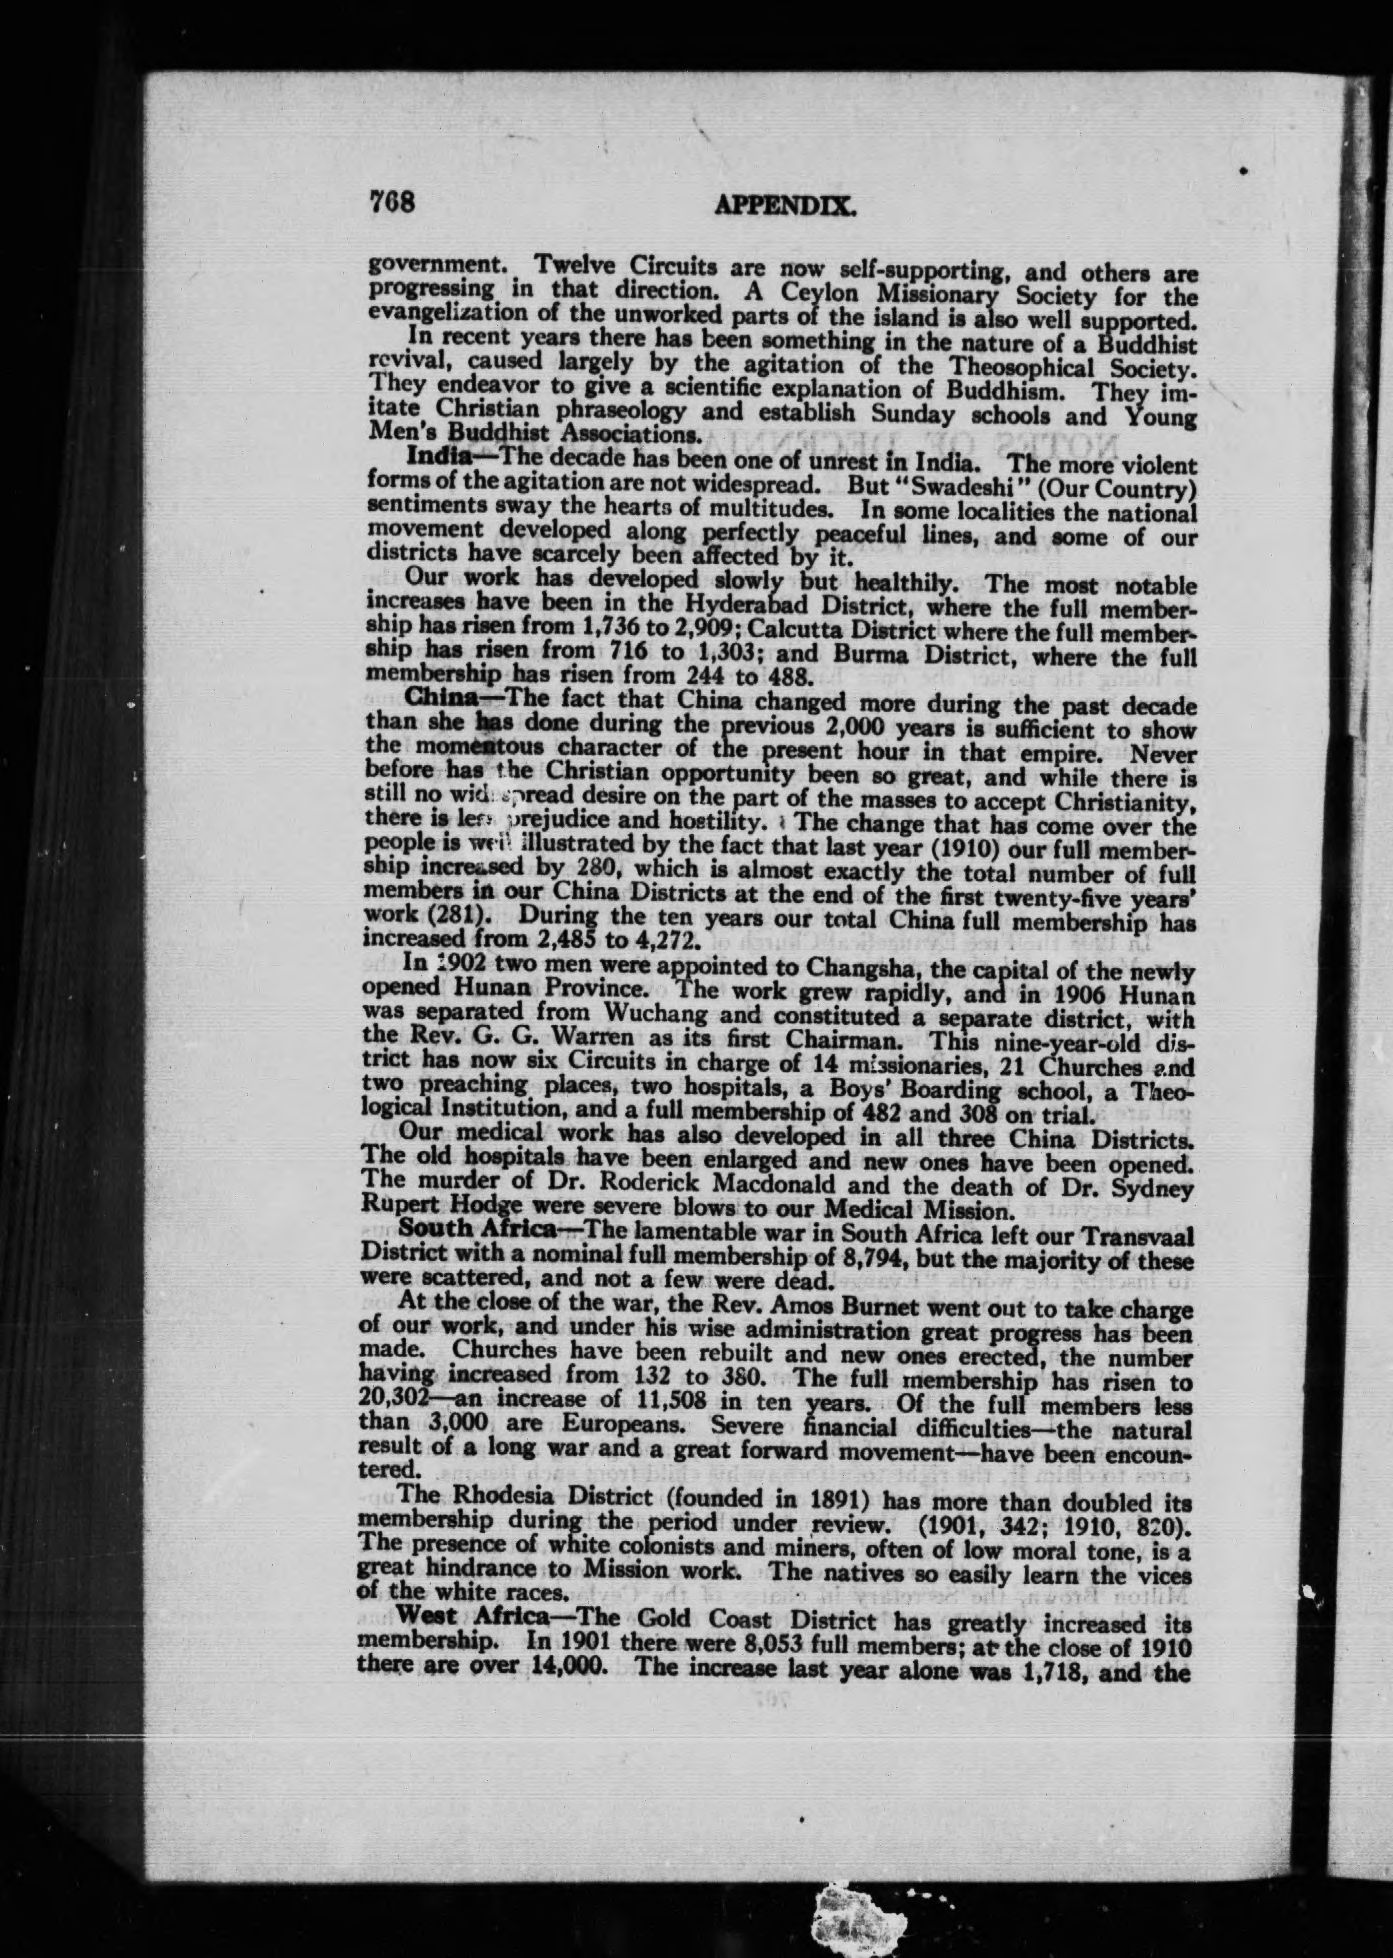 768
APPENDIX.
government. Twelve Circuits are now self-supporting, and others are
progressing in that direction. A Ceylon Missionary Society for the
evangelization of the unworked parts of the island is also well supported.
In recent years there has been something in the nature of a Buddhist
revival, caused largely by the agitation of the Theosophical Society.
They endeavor to give a scientific explanation of Buddhism. They im-
itate Christian phraseology and establish Sunday schools and Young
Men's Buddhist Associations.
India—The decade has been one of unrest in India. The more violent
forms of the agitation are not widespread. But "Swadeshi" (Our Country)
sentiments sway the hearts of multitudes. In some localities the national
movement developed along perfectly peaceful lines, and some of our
districts have scarcely been affected by it.
Our work has developed slowly but healthily. The most notable
increases have been in the Hyderabad District, where the full member-
ship has risen from 1,736 to 2,909; Calcutta District where the full member-
ship has risen from 716 to 1,303; and Burma District, where the full
membership has risen from 244 to 488.
China—The fact that China changed more during the past decade
than she has done during the previous 2,000 years is sufficient to show
the momentous character of the present hour in that empire. Never
before has the Christian opportunity been so great, and while there is
still no widespread desire on the part of the masses to accept Christianity,
there is less prejudice and hostility. The change that has come over the
people is well illustrated by the fact that last year (1910) our full member-
ship increased by 280, which is almost exactly the total number of full
members in our China Districts at the end of the first twenty-five years'
work (281). During the ten years our total China full membership has
increased from 2,485 to 4,272.
In 1902 two men were appointed to Changsha, the capital of the newly
opened Hunan Province. The work grew rapidly, and in 1906 Hunan
was separated from Wuchang and constituted a separate district, with
the Rev. G. G. Warren as its first Chairman. This nine-year-old dis-
trict has now six Circuits in charge of 14 missionaries, 21 Churches and
two preaching places, two hospitals, a Boys' Boarding school, a Theo-
logical Institution, and a full membership of 482 and 308 on trial.
Our medical work has also developed in all three China Districts.
The old hospitals have been enlarged and new ones have been opened.
The murder of Dr. Roderick Macdonald and the death of Dr. Sydney
Rupert Hodge were severe blows to our Medical Mission.
South Africa—The lamentable war in South Africa left our Transvaal
District with a nominal full membership of 8,794, but the majority of these
were scattered, and not a few were dead.
At the close of the war, the Rev. Amos Burnet went out to take charge
of our work, and under his wise administration great progress has been
made. Churches have been rebuilt and new ones erected, the number
having increased from 132 to 380. The full membership has risen to
20,302—an increase of 11,508 in ten years. Of the full members less
than 3,000 are Europeans. Severe financial difficulties—the natural
result of a long war and a great forward movement—have been encoun-
tered.
The Rhodesia District (founded in 1891) has more than doubled its
membership during the period under review. (1901, 342; 1910, 820).
The presence of white colonists and miners, often of low moral tone, is a
great hindrance to Mission work. The natives so easily learn the vices
of the white races.
West Africa—The Gold Coast District has greatly increased its
membership. In 1901 there were 8,053 full members; at the close of 1910
there are over 14,000. The increase last year alone was 1,718, and the